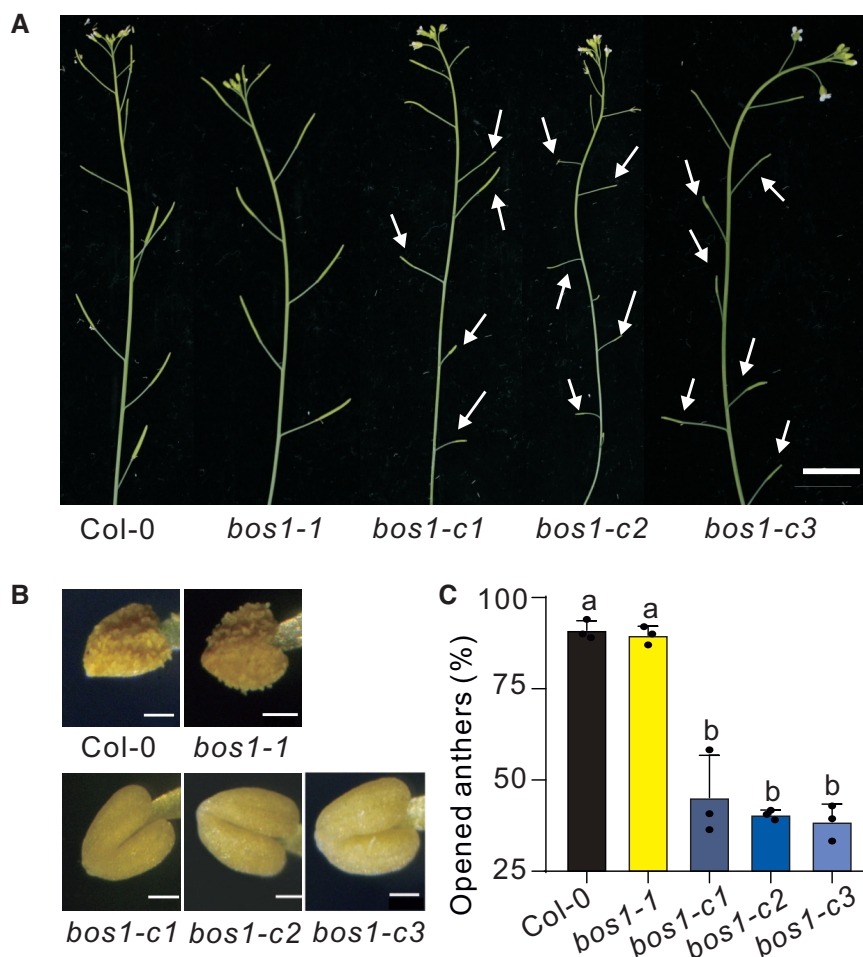 A
Col-0 bos1-1 bos1-c1 bos1-c2 bos1-c3
B
Col-0 bos1-1
bos1-c1 bos1-c2 bos1-c3
C
Opened anthers (%)
100
75
50
25
a a b b b
Col-0 bos1-1 bos1-c1 bos1-c2 bos1-c3